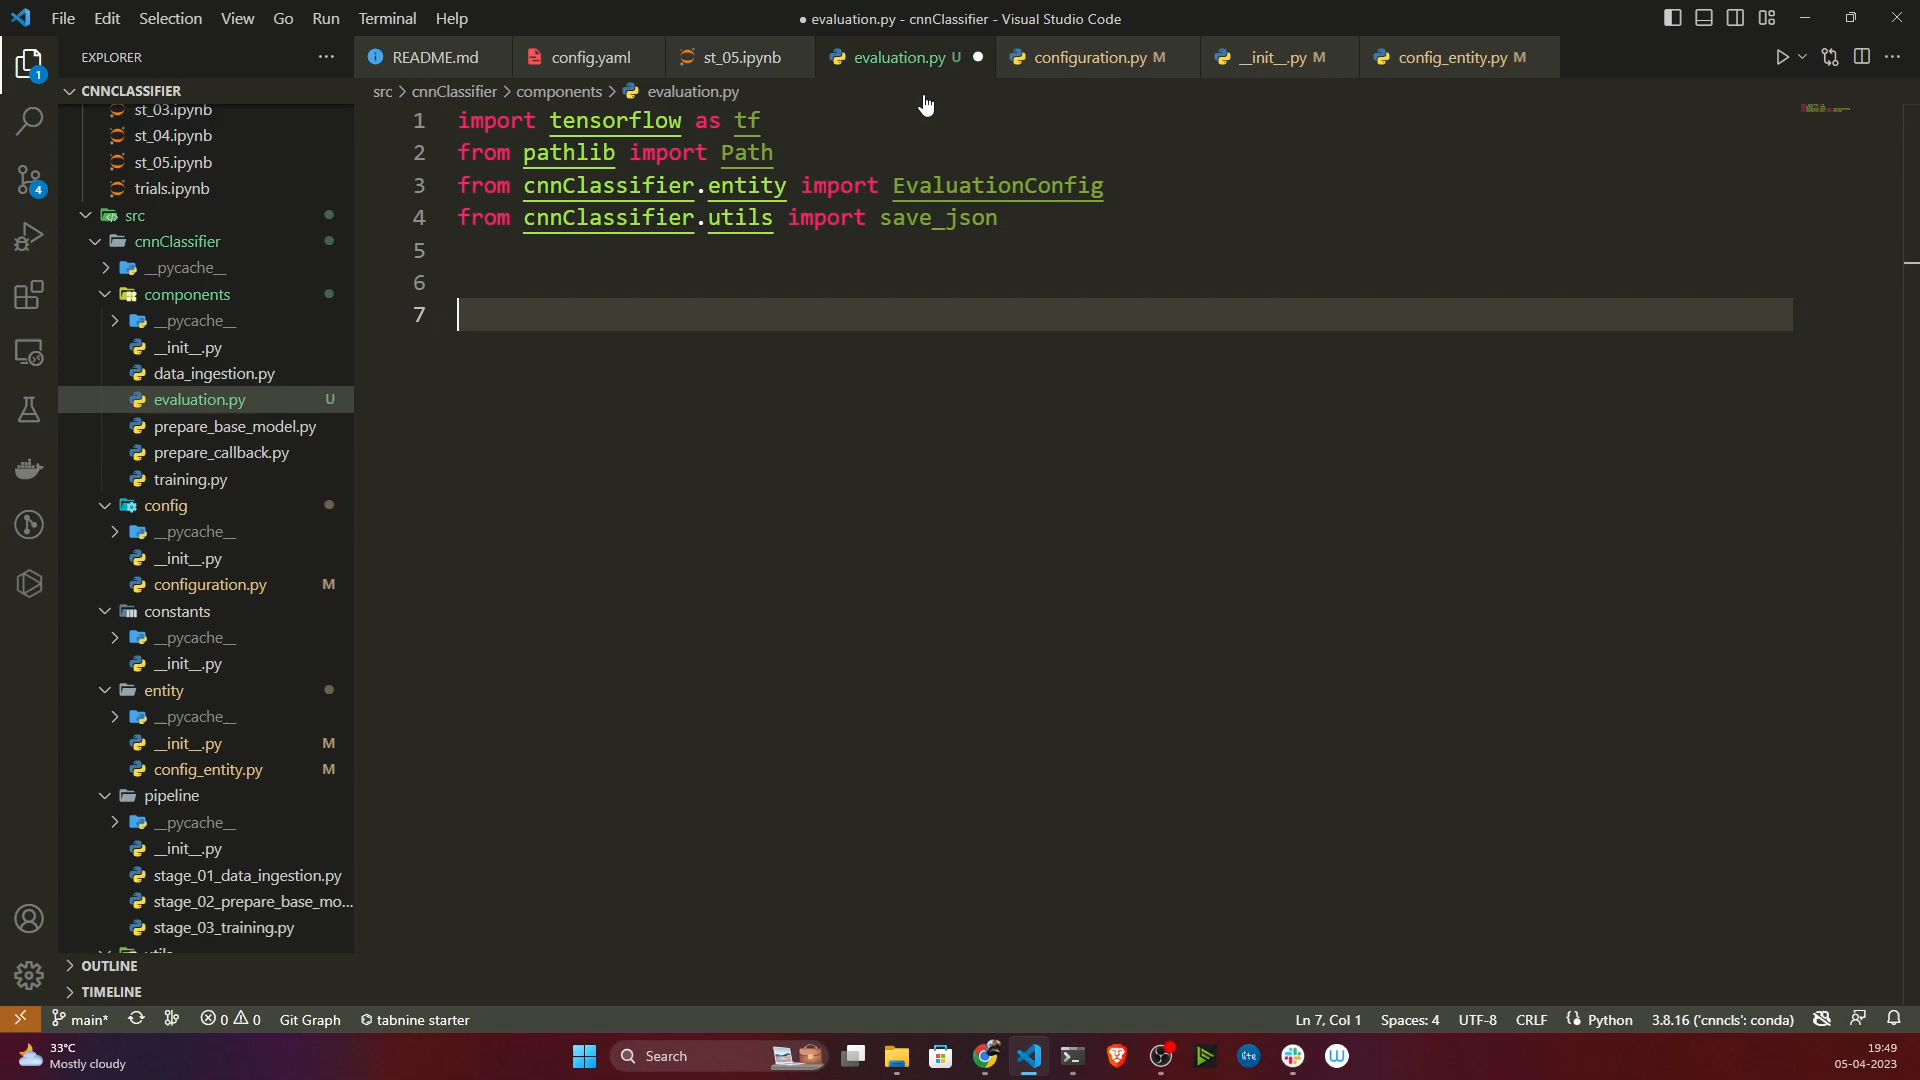 File Edit Selection View Go Run Terminal Help
● evaluation.py - cnnClassifier - Visual Studio Code
EXPLORER
README.md
config.yaml
st_05.ipynb
evaluation.py U
configuration.py M
__init__.py M
config_entity.py M
1
CNNCLASSIFIER
src > cnnClassifier > components > evaluation.py
st_03.ipynb
st_04.ipynb
st_05.ipynb
trials.ipynb
src
cnnClassifier
__pycache__
components
__pycache__
__init__.py
data_ingestion.py
evaluation.py U
prepare_base_model.py
prepare_callback.py
training.py
config
__pycache__
__init__.py
configuration.py M
constants
__pycache__
__init__.py
entity
__pycache__
__init__.py M
config_entity.py M
pipeline
__pycache__
__init__.py
stage_01_data_ingestion.py
stage_02_prepare_base_mo...
stage_03_training.py
OUTLINE
TIMELINE
4
1 import tensorflow as tf
2 from pathlib import Path
3 from cnnClassifier.entity import EvaluationConfig
4 from cnnClassifier.utils import save_json
5
6
7
main* 0 0 Git Graph tabnine starter
Ln 7, Col 1 Spaces: 4 UTF-8 CRLF Python 3.8.16 ('cnncls': conda)
33°C
Mostly cloudy
Search
lite
19:49
05-04-2023